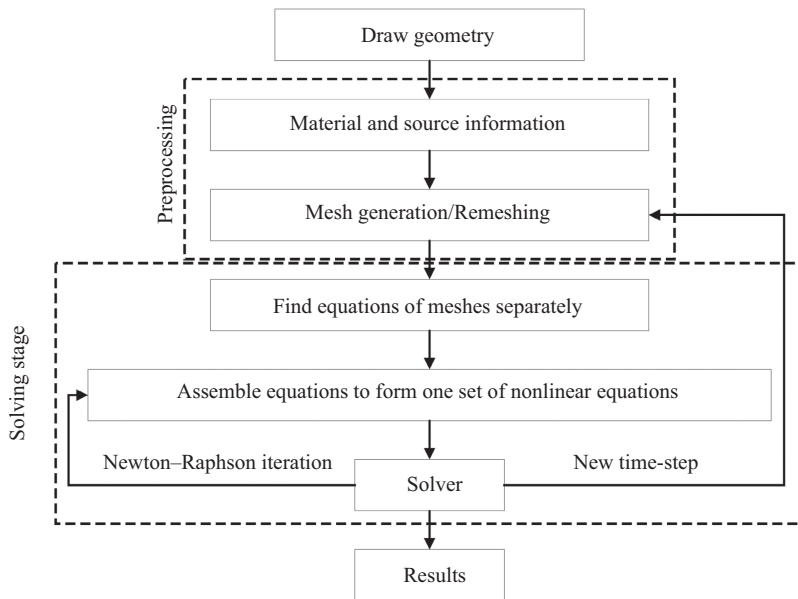 Draw geometry
Preprocessing
Material and source information
Mesh generation/Remeshing
Solving stage
Find equations of meshes separately
Assemble equations to form one set of nonlinear equations
Newton–Raphson iteration
New time-step
Solver
Results